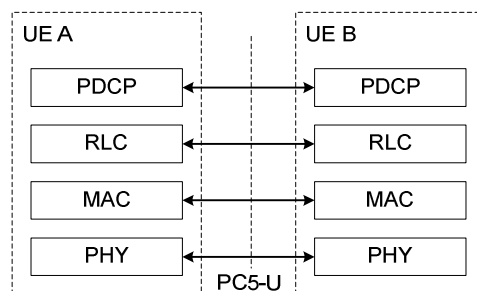 UE A UE B
PDCP PDCP
RLC RLC
MAC MAC
PHY PHY
PC5-U